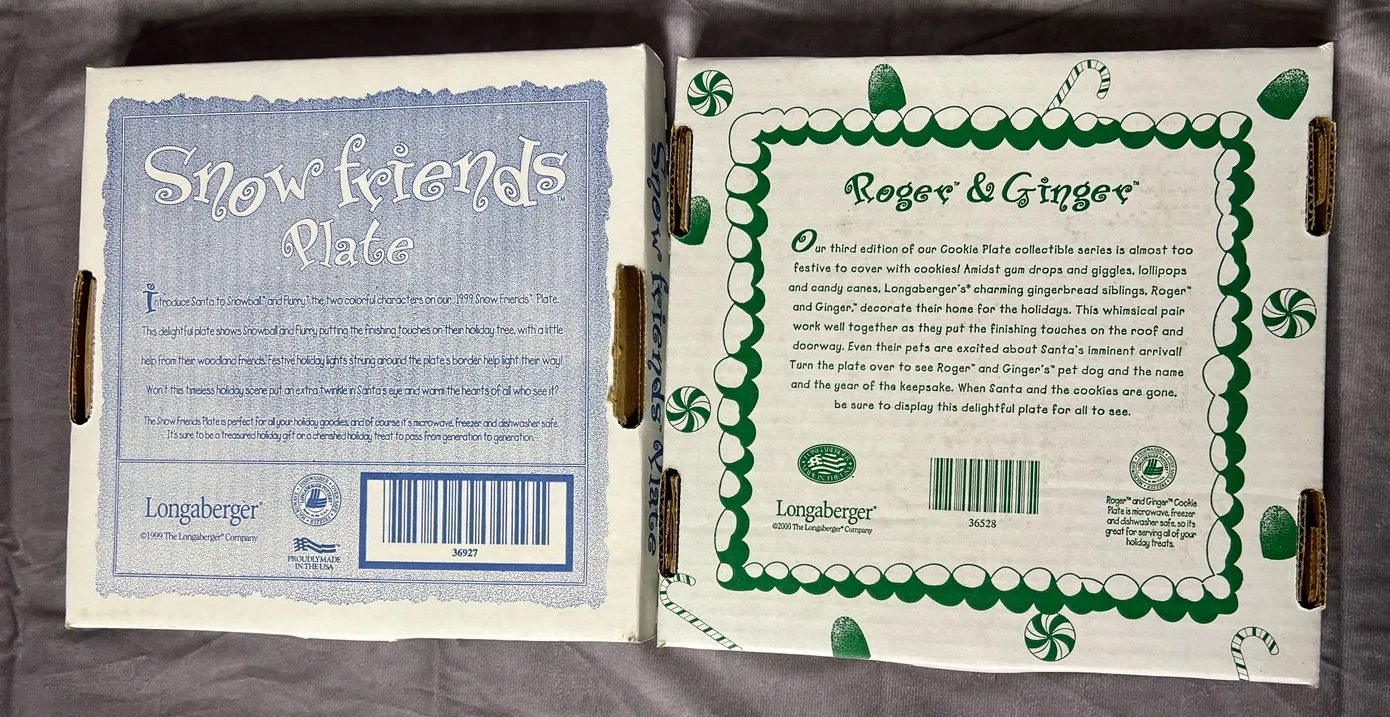 Snow friends™
Plate
Introduce Santa to Snowball™ and Flurry,™ the two colorful characters on our 1999 Snow Friends™ Plate.
This delightful plate shows Snowball and Flurry putting the finishing touches on their holiday tree, with a little
help from their woodland friends. Festive holiday lights strung around the plate's border help light their way!
Won't this timeless holiday scene put an extra twinkle in Santa's eye and warm the hearts of all who see it?
The Snow Friends Plate is perfect for all your holiday goodies, and of course it's microwave, freezer and dishwasher safe.
It's sure to be a treasured holiday gift or a cherished holiday treat to pass from generation to generation.
Longaberger®
©1999 The Longaberger® Company
PROUDLY MADE
IN THE USA
36927
Snow friends™ Plate
Roger™ & Ginger™
Our third edition of our Cookie Plate collectible series is almost too
festive to cover with cookies! Amidst gum drops and giggles, lollipops
and candy canes, Longaberger's® charming gingerbread siblings, Roger™
and Ginger,™ decorate their home for the holidays. This whimsical pair
work well together as they put the finishing touches on the roof and
doorway. Even their pets are excited about Santa's imminent arrival!
Turn the plate over to see Roger™ and Ginger's™ pet dog and the name
and the year of the keepsake. When Santa and the cookies are gone,
be sure to display this delightful plate for all to see.
Longaberger®
©2000 The Longaberger® Company
36528
Roger™ and Ginger™ Cookie
Plate is microwave, freezer
and dishwasher safe, so its
great for serving all of your
holiday treats.